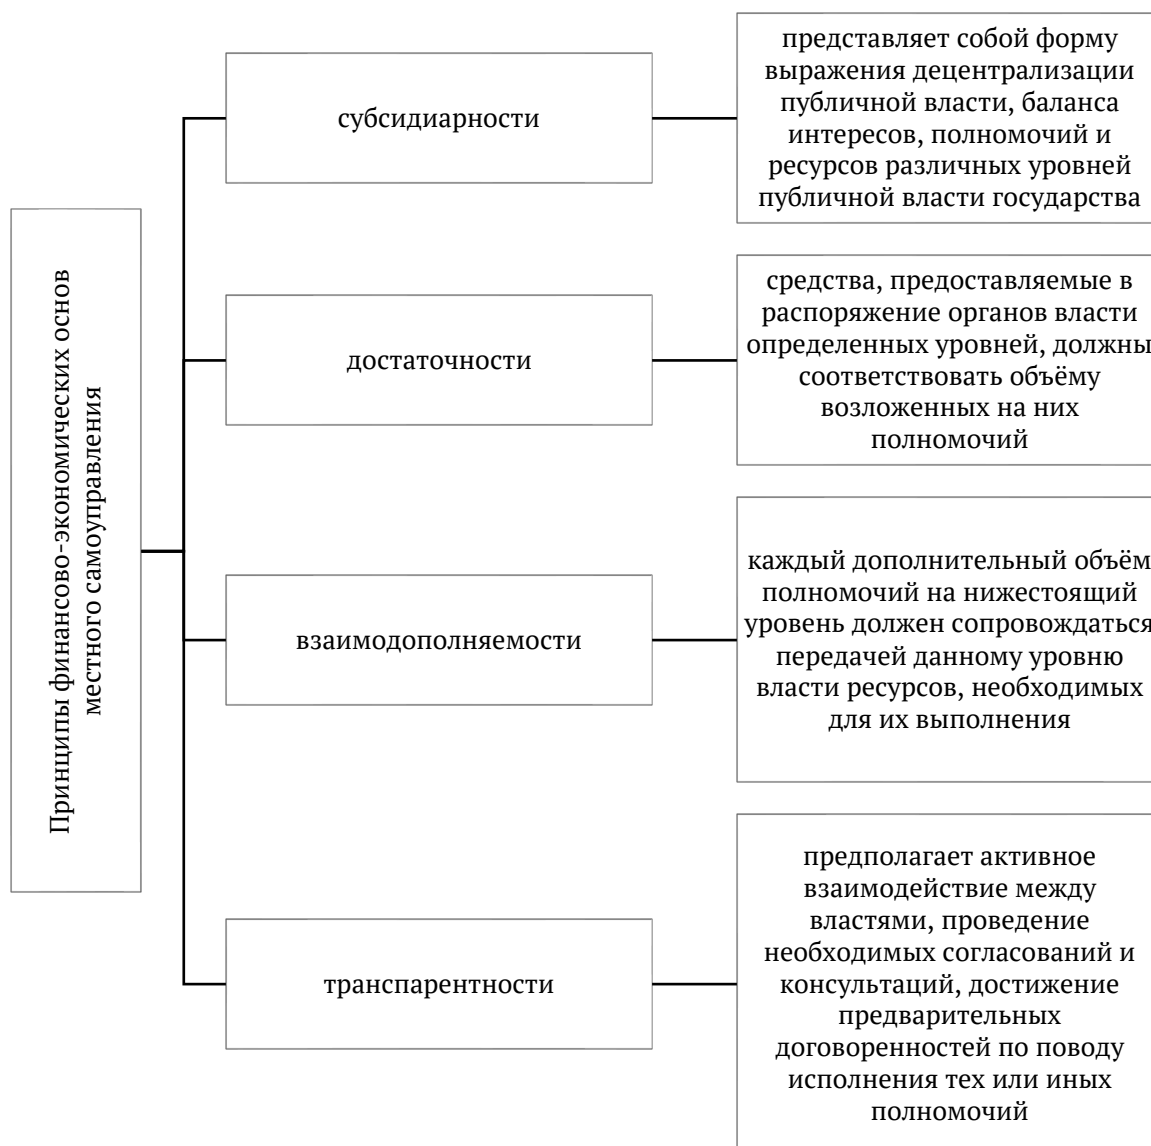 Принципы финансово-экономических основ
местного самоуправления
субсидиарности
представляет собой форму
выражения децентрализации
публичной власти, баланса
интересов, полномочий и
ресурсов различных уровней
публичной власти государства
достаточности
средства, предоставляемые в
распоряжение органов власти
определенных уровней, должны
соответствовать объёму
возложенных на них
полномочий
взаимодополняемости
каждый дополнительный объём
полномочий на нижестоящий
уровень должен сопровождаться
передачей данному уровню
власти ресурсов, необходимых
для их выполнения
транспарентности
предполагает активное
взаимодействие между
властями, проведение
необходимых согласований и
консультаций, достижение
предварительных
договоренностей по поводу
исполнения тех или иных
полномочий